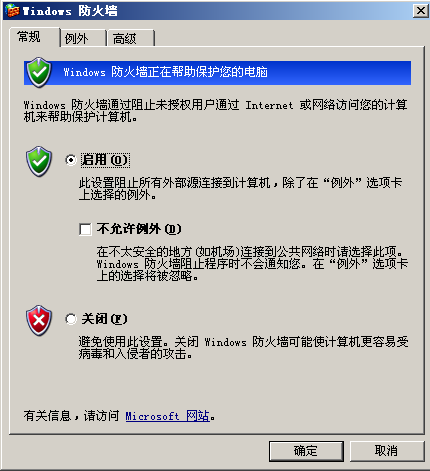 Windows 防火墙
常规
例外
高级
Windows 防火墙正在帮助保护您的电脑
Windows 防火墙通过阻止未授权用户通过 Internet 或网络访问您的计算
机来帮助保护计算机。
启用(O)
此设置阻止所有外部源连接到计算机，除了在“例外”选项卡
上选择的例外。
不允许例外(D)
在不太安全的地方(如机场)连接到公共网络时请选择此项。
Windows 防火墙阻止程序时不会通知您。在“例外”选项卡
上的选择将被忽略。
关闭(F)
避免使用此设置。关闭 Windows 防火墙可能使计算机更容易受
病毒和入侵者的攻击。
有关信息，请访问 Microsoft 网站。
确定
取消